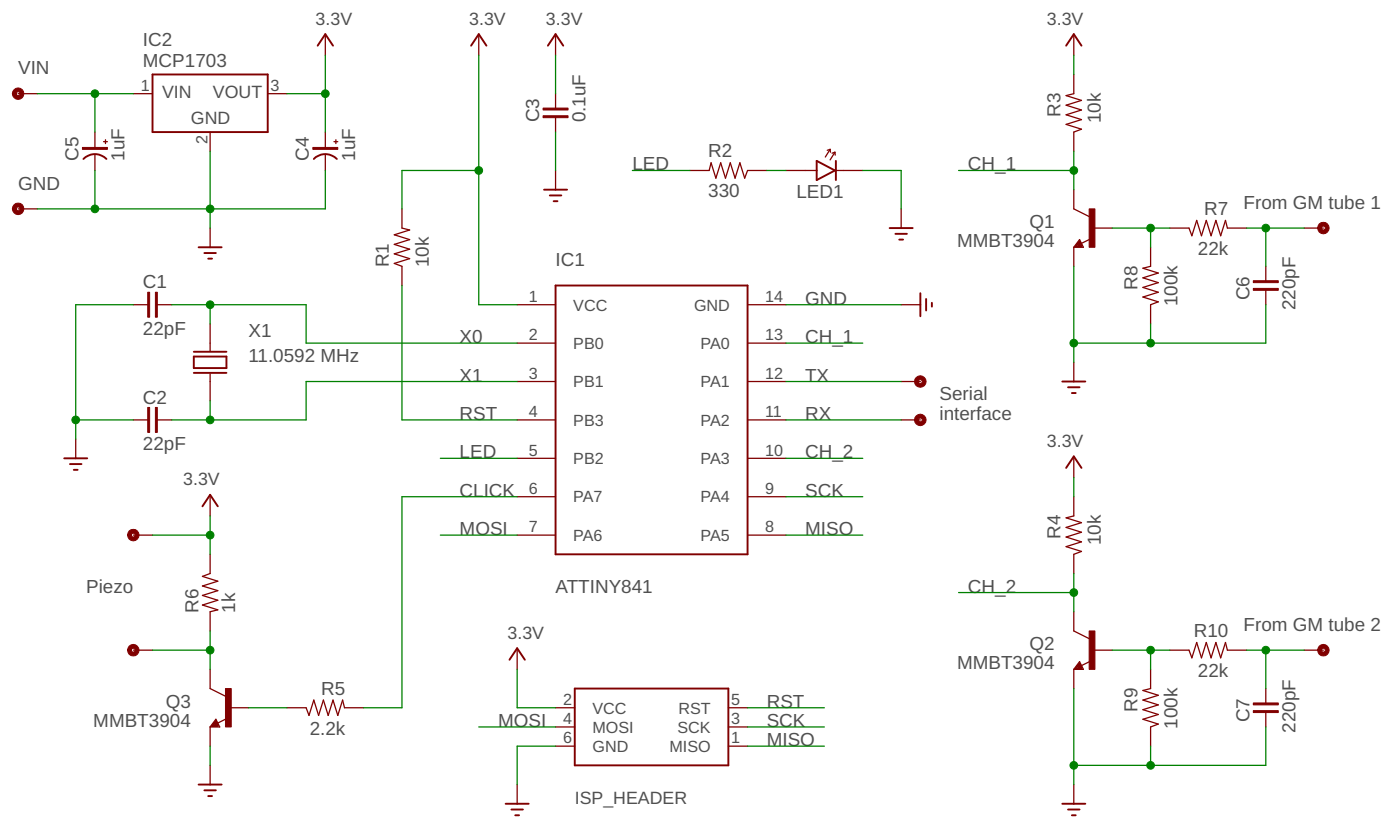 3.3V
3.3V
3.3V
3.3V
IC2
MCP1703
VIN
1
VIN
VOUT
3
GND
2
C5
1uF
C4
1uF
GND
C3
0.1uF
R3
10k
LED
R2
330
LED1
CH_1
Q1
MMBT3904
R7
22k
From GM tube 1
R8
100k
C6
220pF
R1
10k
IC1
C1
22pF
X1
11.0592 MHz
C2
22pF
X0
X1
RST
LED
CLICK
MOSI
1
2
3
4
5
6
7
VCC
PB0
PB1
PB3
PB2
PA7
PA6
GND
PA0
PA1
PA2
PA3
PA4
PA5
14
13
12
11
10
9
8
GND
CH_1
TX
RX
CH_2
SCK
MISO
Serial
interface
ATTINY841
3.3V
Piezo
R6
1k
Q3
MMBT3904
R5
2.2k
3.3V
2
4
6
MOSI
VCC
MOSI
GND
RST
SCK
MISO
5
3
1
RST
SCK
MISO
ISP_HEADER
3.3V
R4
10k
CH_2
Q2
MMBT3904
R10
22k
From GM tube 2
R9
100k
C7
220pF